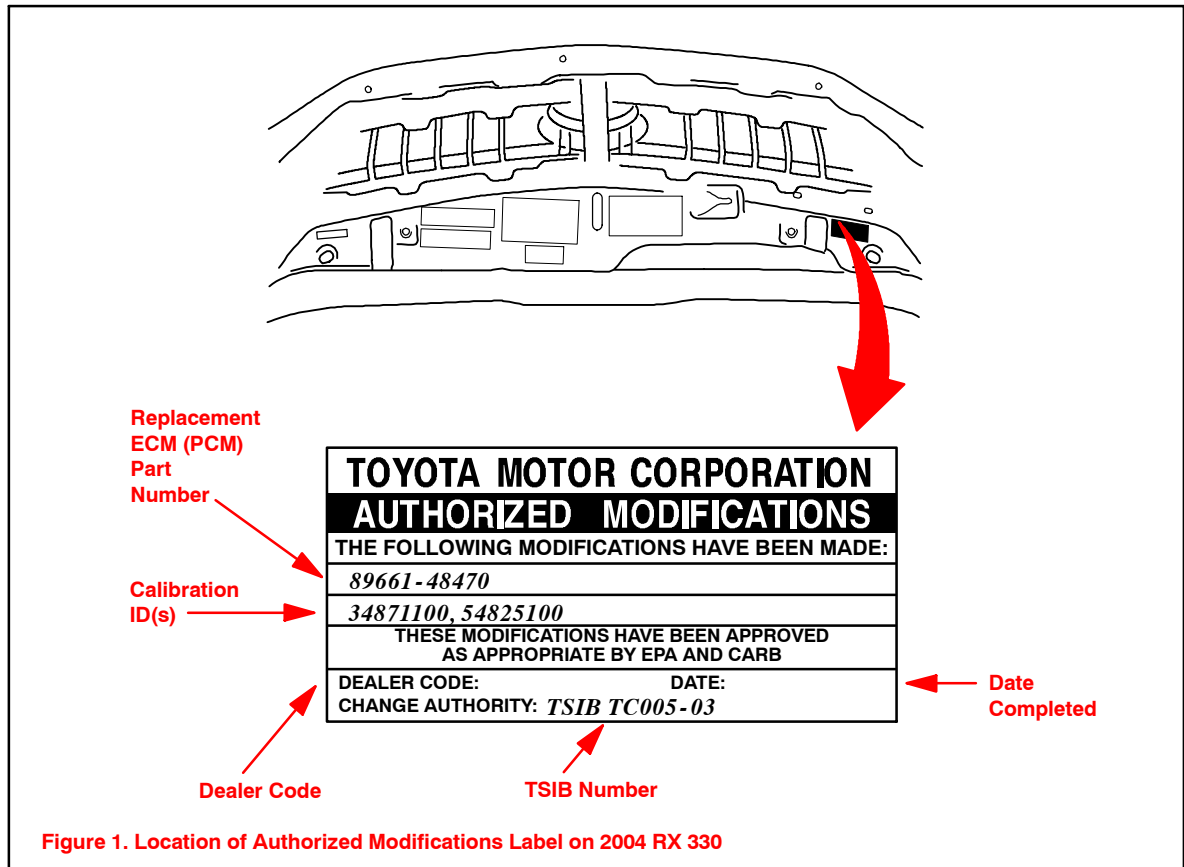 Replacement
ECM (PCM)
Part
Number
Calibration
ID(s)
TOYOTA MOTOR CORPORATION
AUTHORIZED MODIFICATIONS
THE FOLLOWING MODIFICATIONS HAVE BEEN MADE:
89661-48470
34871100, 54825100
THESE MODIFICATIONS HAVE BEEN APPROVED
AS APPROPRIATE BY EPA AND CARB
DEALER CODE: DATE:
CHANGE AUTHORITY: TSIB TC005-03
Date
Completed
Dealer Code
TSIB Number
Figure 1. Location of Authorized Modifications Label on 2004 RX 330